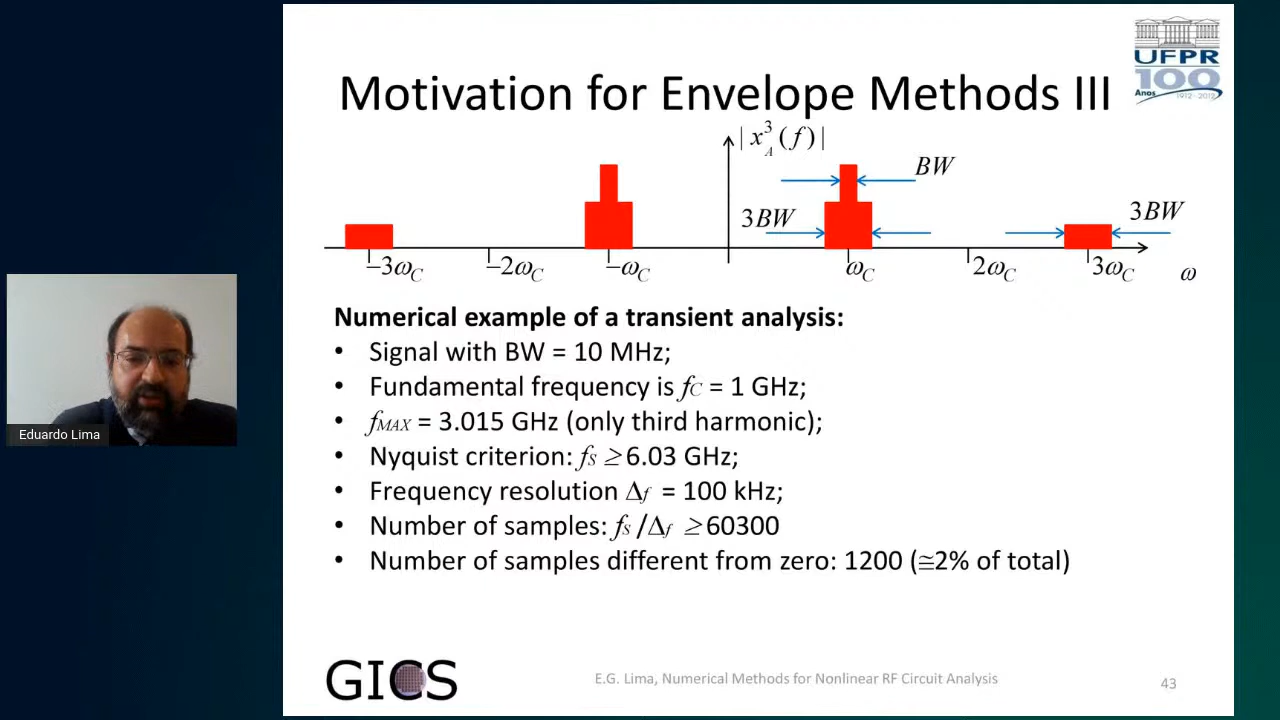 UFPR
100
Anos
1912 - 2012
Motivation for Envelope Methods III
| x_A^3 (f) |
BW
3BW
3BW
−3ω_C −2ω_C −ω_C ω_C 2ω_C 3ω_C ω
Numerical example of a transient analysis:
• Signal with BW = 10 MHz;
• Fundamental frequency is f_C = 1 GHz;
• f_MAX = 3.015 GHz (only third harmonic);
• Nyquist criterion: f_S ≥ 6.03 GHz;
• Frequency resolution Δ_f = 100 kHz;
• Number of samples: f_s /Δ_f ≥ 60300
• Number of samples different from zero: 1200 (≅2% of total)
Eduardo Lima
GICS
E.G. Lima, Numerical Methods for Nonlinear RF Circuit Analysis
43